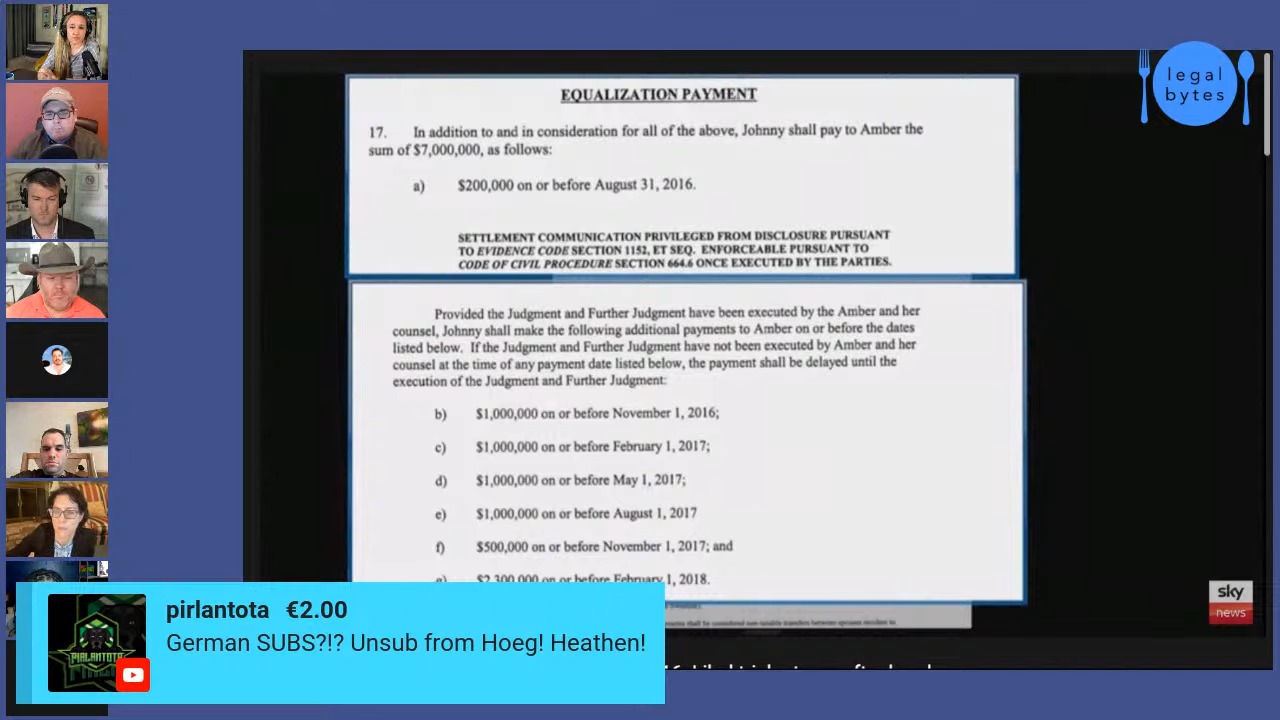 legal
bytes
EQUALIZATION PAYMENT
17. In addition to and in consideration for all of the above, Johnny shall pay to Amber the
sum of $7,000,000, as follows:
a) $200,000 on or before August 31, 2016.
SETTLEMENT COMMUNICATION PRIVILEGED FROM DISCLOSURE PURSUANT
TO EVIDENCE CODE SECTION 1152, ET SEQ. ENFORCEABLE PURSUANT TO
CODE OF CIVIL PROCEDURE SECTION 664.6 ONCE EXECUTED BY THE PARTIES.
Provided the Judgment and Further Judgment have been executed by the Amber and her
counsel, Johnny shall make the following additional payments to Amber on or before the dates
listed below. If the Judgment and Further Judgment have not been executed by Amber and her
counsel at the time of any payment date listed below, the payment shall be delayed until the
execution of the Judgment and Further Judgment:
b) $1,000,000 on or before November 1, 2016;
c) $1,000,000 on or before February 1, 2017;
d) $1,000,000 on or before May 1, 2017;
e) $1,000,000 on or before August 1, 2017
f) $500,000 on or before November 1, 2017; and
$2,300,000 on or before February 1, 2018.
sky
news
pirlantota €2.00
German SUBS?!? Unsub from Hoeg! Heathen!
PIRLANTOTA